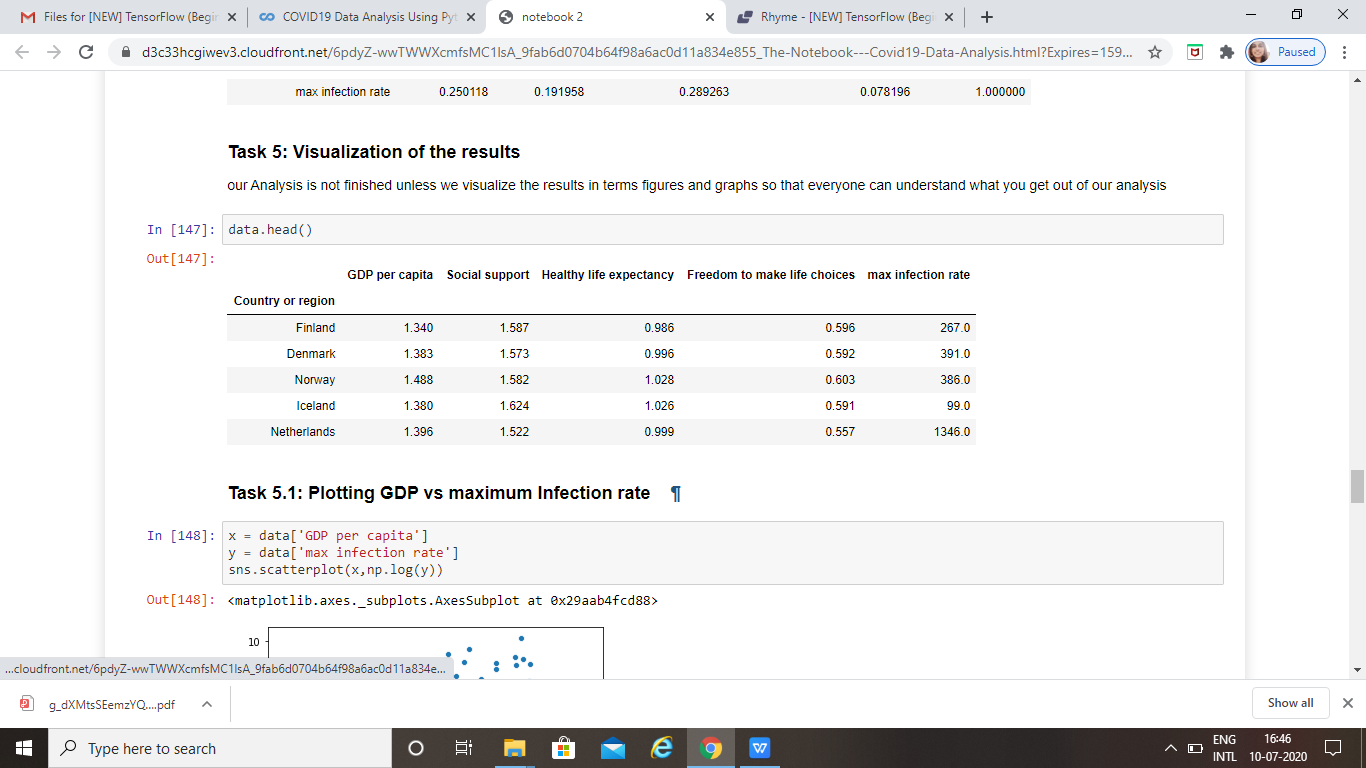 Files for [NEW] TensorFlow (Begi
COVID19 Data Analysis Using Pyt
notebook 2
Rhyme - [NEW] TensorFlow (Begi
d3c33hcgiwev3.cloudfront.net/6pdyZ-wwTWWXcmfsMC1IsA_9fab6d0704b64f98a6ac0d11a834e855_The-Notebook---Covid19-Data-Analysis.html?Expires=159...
Paused
max infection rate 0.250118 0.191958 0.289263 0.078196 1.000000
Task 5: Visualization of the results
our Analysis is not finished unless we visualize the results in terms figures and graphs so that everyone can understand what you get out of our analysis
In [147]: data.head()
Out[147]:
GDP per capita Social support Healthy life expectancy Freedom to make life choices max infection rate
Country or region
Finland 1.340 1.587 0.986 0.596 267.0
Denmark 1.383 1.573 0.996 0.592 391.0
Norway 1.488 1.582 1.028 0.603 386.0
Iceland 1.380 1.624 1.026 0.591 99.0
Netherlands 1.396 1.522 0.999 0.557 1346.0
Task 5.1: Plotting GDP vs maximum Infection rate ¶
In [148]: x = data['GDP per capita']
y = data['max infection rate']
sns.scatterplot(x,np.log(y))
Out[148]: <matplotlib.axes._subplots.AxesSubplot at 0x29aab4fcd88>
10
...cloudfront.net/6pdyZ-wwTWWXcmfsMC1IsA_9fab6d0704b64f98a6ac0d11a834e...
g_dXMtsSEemzYQ....pdf
Show all
Type here to search
ENG 16:46
INTL 10-07-2020